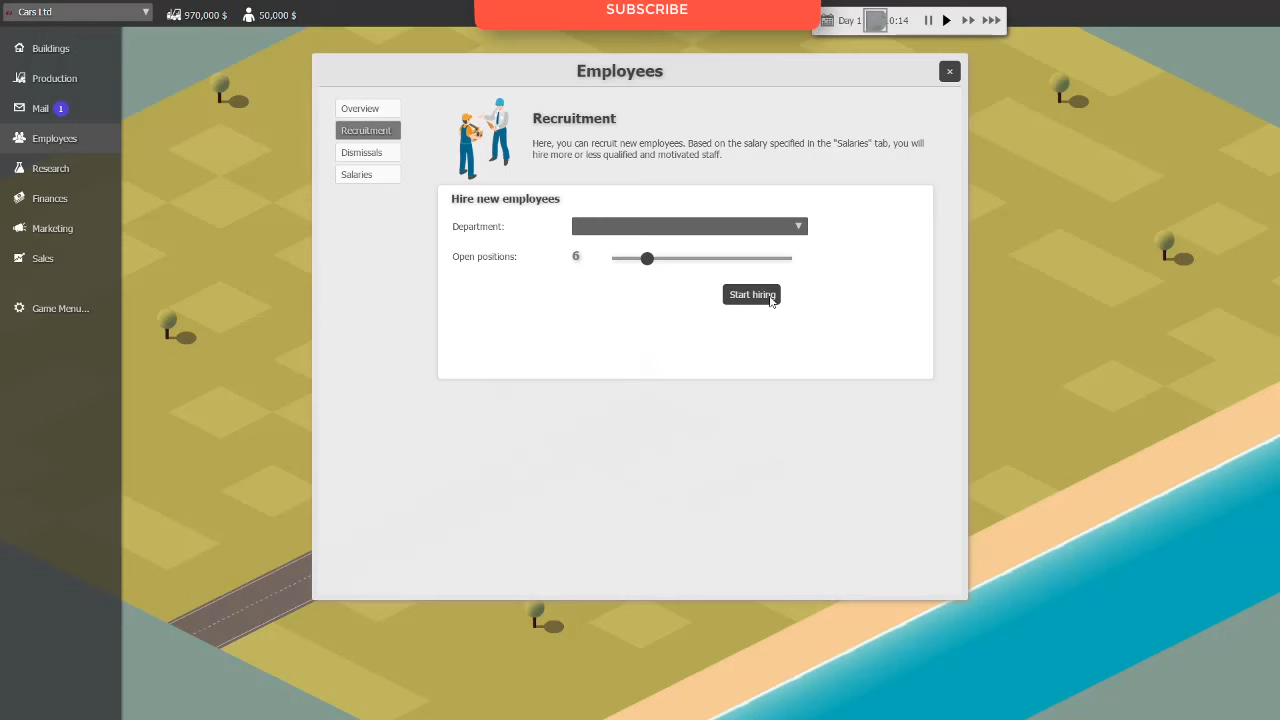 Cars Ltd
970,000 $
50,000 $
SUBSCRIBE
Day 1
0:14
Buildings
Production
Mail 1
Employees
Research
Finances
Marketing
Sales
Game Menu...
Employees
×
Overview
Recruitment
Dismissals
Salaries
Recruitment
Here, you can recruit new employees. Based on the salary specified in the "Salaries" tab, you will
hire more or less qualified and motivated staff.
Hire new employees
Department:
Open positions: 6
Start hiring